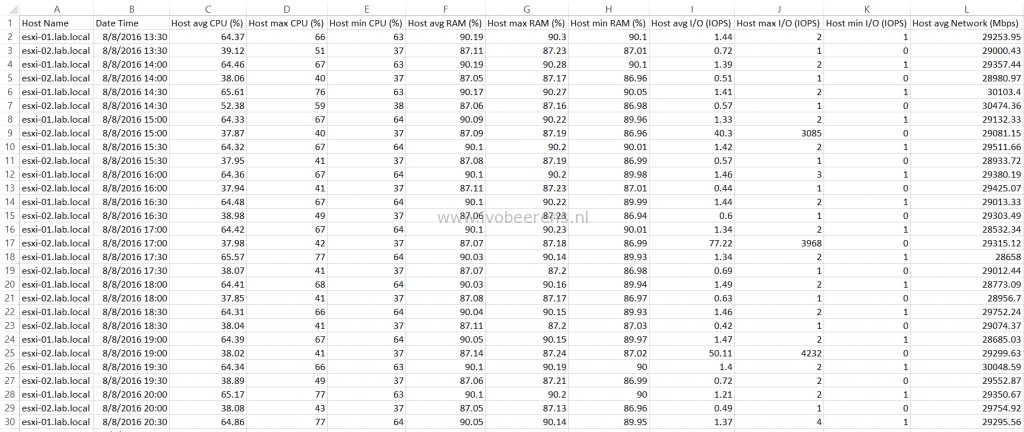 A B C D E F G H I J K L
1 Host Name Date Time Host avg CPU (%) Host max CPU (%) Host min CPU (%) Host avg RAM (%) Host max RAM (%) Host min RAM (%) Host avg I/O (IOPS) Host max I/O (IOPS) Host min I/O (IOPS) Host avg Network (Mbps)
2 esxi-01.lab.local 8/8/2016 13:30 64.37 66 63 90.19 90.3 90.1 1.44 2 1 29253.95
3 esxi-02.lab.local 8/8/2016 13:30 39.12 51 37 87.11 87.23 87.01 0.72 1 0 29000.43
4 esxi-01.lab.local 8/8/2016 14:00 64.46 67 63 90.19 90.28 90.1 1.39 2 1 29357.44
5 esxi-02.lab.local 8/8/2016 14:00 38.06 40 37 87.05 87.17 86.96 0.51 1 0 28980.97
6 esxi-01.lab.local 8/8/2016 14:30 65.61 76 63 90.17 90.27 90.05 1.41 2 1 30103.4
7 esxi-02.lab.local 8/8/2016 14:30 52.38 59 38 87.06 87.16 86.98 0.57 1 0 30474.36
8 esxi-01.lab.local 8/8/2016 15:00 64.33 67 64 90.09 90.22 89.96 1.33 2 1 29132.33
9 esxi-02.lab.local 8/8/2016 15:00 37.87 40 37 87.09 87.19 86.96 40.3 3085 0 29081.15
10 esxi-01.lab.local 8/8/2016 15:30 64.32 67 64 90.1 90.2 90.01 1.42 2 1 29511.66
11 esxi-02.lab.local 8/8/2016 15:30 37.95 41 37 87.08 87.19 86.99 0.57 1 0 28933.72
12 esxi-01.lab.local 8/8/2016 16:00 64.36 67 64 90.1 90.2 89.98 1.46 3 1 29380.19
13 esxi-02.lab.local 8/8/2016 16:00 37.94 41 37 87.11 87.23 87.01 0.44 1 0 29425.07
14 esxi-01.lab.local 8/8/2016 16:30 64.48 67 64 90.1 90.22 89.99 1.44 2 1 29013.33
15 esxi-02.lab.local 8/8/2016 16:30 38.98 49 37 87.06 87.23 86.94 0.6 1 0 29303.49
www.ivobeerens.nl
16 esxi-01.lab.local 8/8/2016 17:00 64.42 67 64 90.1 90.23 90.01 1.34 2 1 28532.34
17 esxi-02.lab.local 8/8/2016 17:00 37.98 42 37 87.07 87.18 86.99 77.22 3968 0 29315.12
18 esxi-01.lab.local 8/8/2016 17:30 65.57 77 64 90.03 90.14 89.93 1.34 2 1 28658
19 esxi-02.lab.local 8/8/2016 17:30 38.07 41 37 87.07 87.2 86.98 0.69 1 0 29012.44
20 esxi-01.lab.local 8/8/2016 18:00 64.41 68 64 90.03 90.16 89.94 1.49 2 1 28773.09
21 esxi-02.lab.local 8/8/2016 18:00 37.85 41 37 87.08 87.17 86.97 0.63 1 0 28956.7
22 esxi-01.lab.local 8/8/2016 18:30 64.31 66 64 90.04 90.15 89.93 1.46 2 1 29752.24
23 esxi-02.lab.local 8/8/2016 18:30 38.04 41 37 87.11 87.2 87.03 0.42 1 0 29074.37
24 esxi-01.lab.local 8/8/2016 19:00 64.39 67 64 90.05 90.15 89.97 1.47 2 1 28685.03
25 esxi-02.lab.local 8/8/2016 19:00 38.02 41 37 87.14 87.24 87.02 50.11 4232 0 29299.63
26 esxi-01.lab.local 8/8/2016 19:30 64.34 66 63 90.1 90.19 90 1.4 2 1 30048.59
27 esxi-02.lab.local 8/8/2016 19:30 38.89 49 37 87.06 87.21 86.99 0.72 2 0 29552.87
28 esxi-01.lab.local 8/8/2016 20:00 65.17 77 63 90.1 90.2 90 1.21 2 1 29350.67
29 esxi-02.lab.local 8/8/2016 20:00 38.08 43 37 87.05 87.13 86.96 0.49 1 0 29754.92
30 esxi-01.lab.local 8/8/2016 20:30 64.86 77 64 90.05 90.14 89.95 1.37 4 1 29295.56